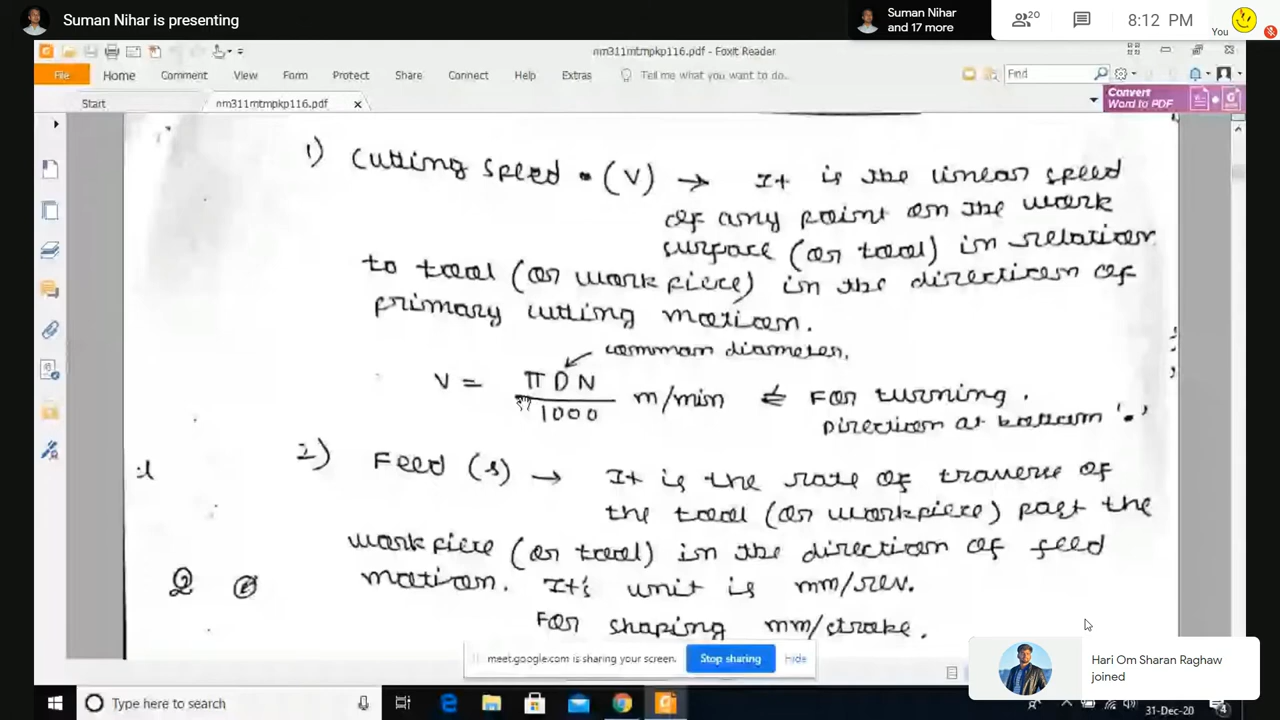 Suman Nihar is presenting
Suman Nihar
and 17 more
20
8:12 PM
You
nm311mtmpkp116.pdf - Foxit Reader
File Home Comment View Form Protect Share Connect Help Extras Tell me what you want to do.. Find
Start nm311mtmpkp116.pdf
Convert
Word to PDF
1) Cutting speed (V) → It is the linear speed
of any point on the work
surface (or tool) in relation
to tool (or workpiece) in the direction of
primary cutting motion.
common diameter.
V = πDN
1000 m/min ← For turning.
Direction at bottom '.'
2) Feed (s) → It is the rate of traverse of
the tool (or workpiece) past the
workpiece (or tool) in the direction of feed
motion. It's unit is mm/rev.
For shaping mm/stroke.
meet.google.com is sharing your screen. Stop sharing Hide
Hari Om Sharan Raghaw
joined
Type here to search
31-Dec-20
4